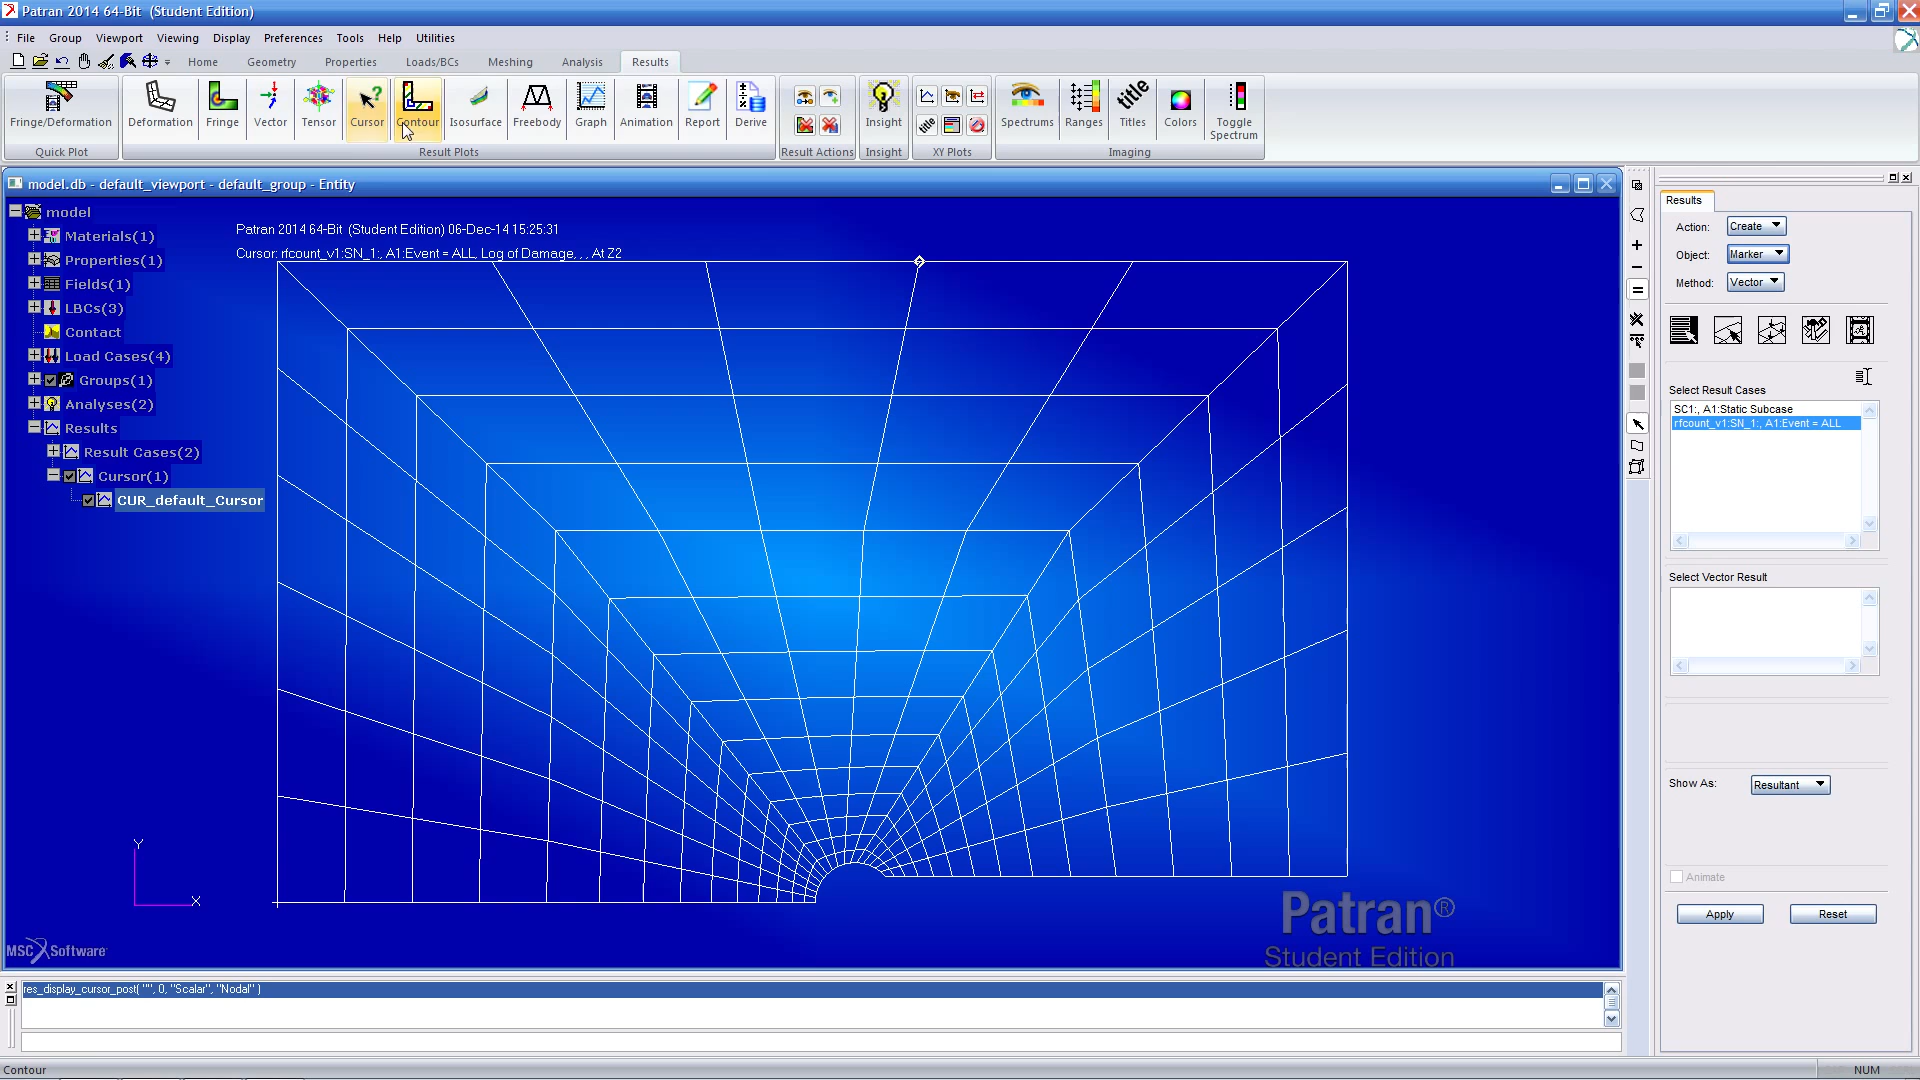 Patran 2014 64-Bit (Student Edition)
File Group Viewport Viewing Display Preferences Tools Help Utilities
Home Geometry Properties Loads/BCs Meshing Analysis Results
Fringe/Deformation Deformation Fringe Vector Tensor Cursor Contour Isosurface Freebody Graph Animation Report Derive Insight Spectrums Ranges Titles Colors Toggle Spectrum
Quick Plot Result Plots Result Actions Insight XY Plots Imaging
model.db - default_viewport - default_group - Entity
model
Materials(1)
Properties(1)
Fields(1)
LBCs(3)
Contact
Load Cases(4)
Groups(1)
Analyses(2)
Results
Result Cases(2)
Cursor(1)
CUR_default_Cursor
Patran 2014 64-Bit (Student Edition) 06-Dec-14 15:25:31
Cursor: rfcount_v1:SN_1:, A1:Event = ALL, Log of Damage, , , At Z2
Y
X
MSC Software
Patran®
Student Edition
Results
Action: Create
Object: Marker
Method: Vector
Select Result Cases
SC1:, A1:Static Subcase
rfcount_v1:SN_1:, A1:Event = ALL
Select Vector Result
Show As: Resultant
Animate
Apply Reset
res_display_cursor_post( "", 0, "Scalar", "Nodal" )
Contour
NUM